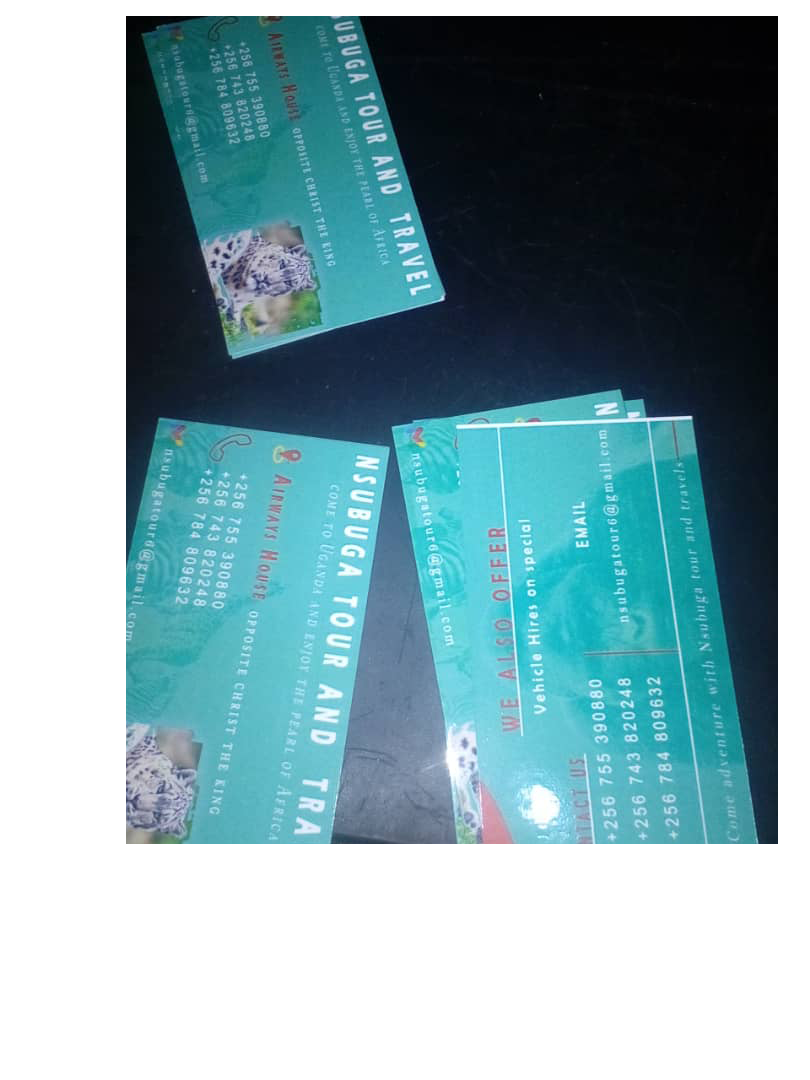 NSUBUGA TOUR AND TRA
COME TO UGANDA AND ENJOY THE PEARL OF AFRICA
AIRWAYS HOUSE OPPOSITE CHRIST THE KING
+256 755 390880
+256 743 820248
+256 784 809632
nsubugatour6@gmail.com
UBUGA TOUR AND TRAVEL
COME TO UGANDA AND ENJOY THE PEARL OF AFRICA
AIRWAYS HOUSE OPPOSITE CHRIST THE KING
+256 755 390880
+256 743 820248
+256 784 809632
nsubugatour6@gmail.com
N
nsubugatour6@gmail.com
WE ALSO OFFER
Vehicle Hires on special
NTACT US
EMAIL
+256 755 390880
nsubugatour6@gmail.com
+256 743 820248
+256 784 809632
Come adventure with Nsubuga tour and travels